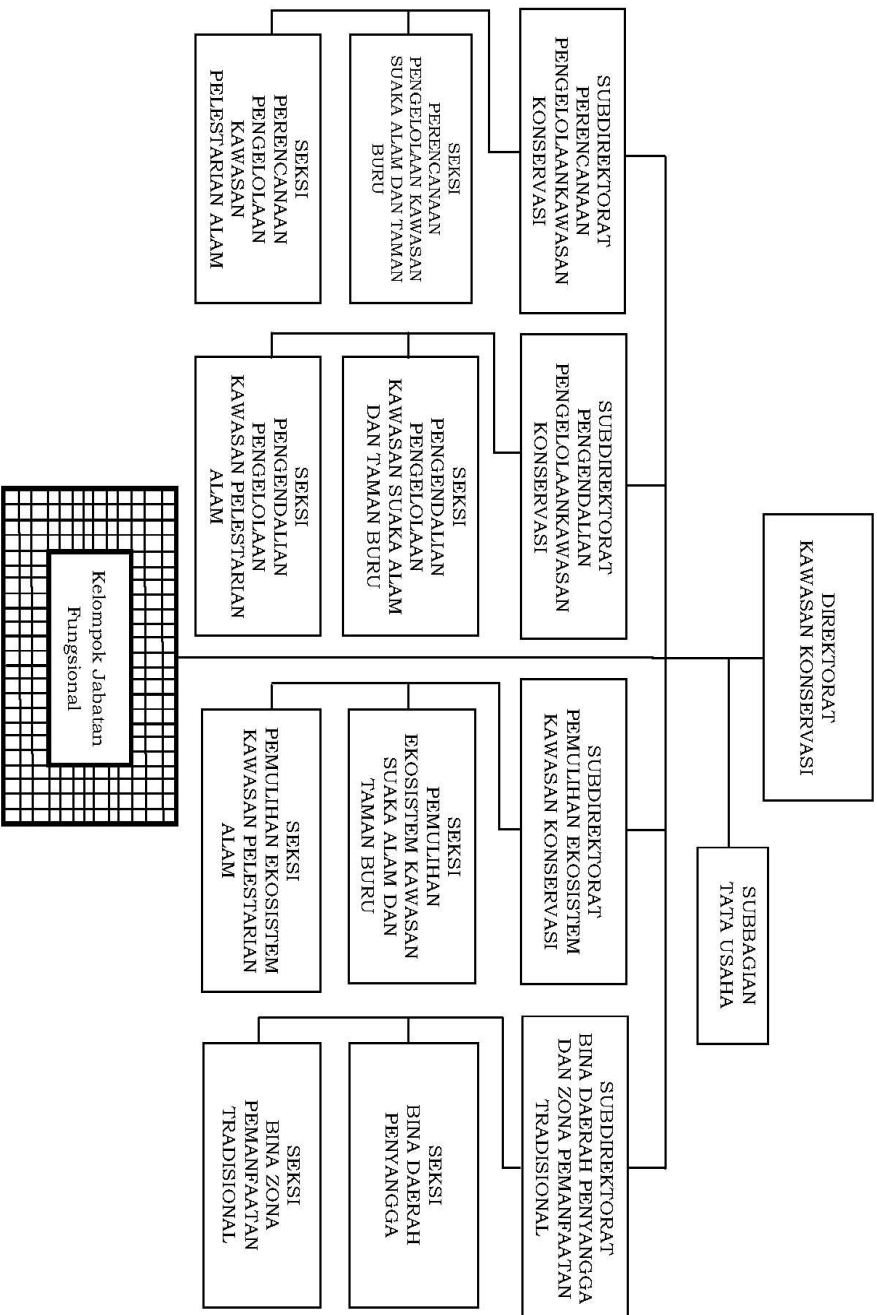 DIREKTORAT
KAWASAN KONSERVASI
SUBBAGIAN
TATA USAHA
SUBDIREKTORAT
PERENCANAAN
PENGELOLAANKAWASAN
KONSERVASI
SUBDIREKTORAT
PENGENDALIAN
PENGELOLAANKAWASAN
KONSERVASI
SUBDIREKTORAT
PEMULIHAN EKOSISTEM
KAWASAN KONSERVASI
SUBDIREKTORAT
BINA DAERAH PENYANGGA
DAN ZONA PEMANFAATAN
TRADISIONAL
SEKSI
PERENCANAAN
PENGELOLAAN KAWASAN
SUAKA ALAM DAN TAMAN
BURU
SEKSI
PENGENDALIAN
PENGELOLAAN
KAWASAN SUAKA ALAM
DAN TAMAN BURU
SEKSI
PEMULIHAN
EKOSISTEM KAWASAN
SUAKA ALAM DAN
TAMAN BURU
SEKSI
BINA DAERAH
PENYANGGA
SEKSI
PERENCANAAN
PENGELOLAAN
KAWASAN
PELESTARIAN ALAM
SEKSI
PENGENDALIAN
PENGELOLAAN
KAWASAN PELESTARIAN
ALAM
SEKSI
PEMULIHAN EKOSISTEM
KAWASAN PELESTARIAN
ALAM
SEKSI
BINA ZONA
PEMANFAATAN
TRADISIONAL
Kelompok Jabatan
Fungsional